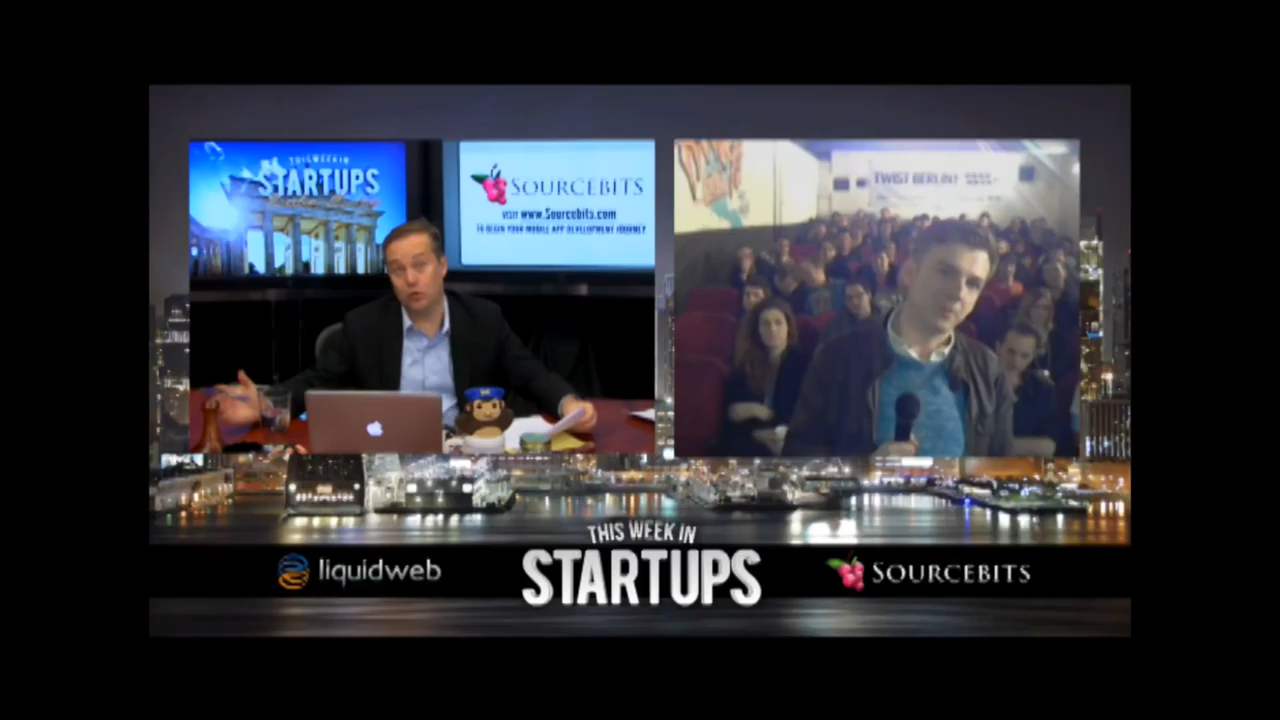 THIS WEEK IN
STARTUPS
SOURCEBITS
VISIT www.Sourcebits.com
TO BEGIN YOUR MOBILE APP DEVELOPMENT JOURNEY
TWIST BERLIN!
THIS WEEK IN
STARTUPS
liquidweb
SOURCEBITS